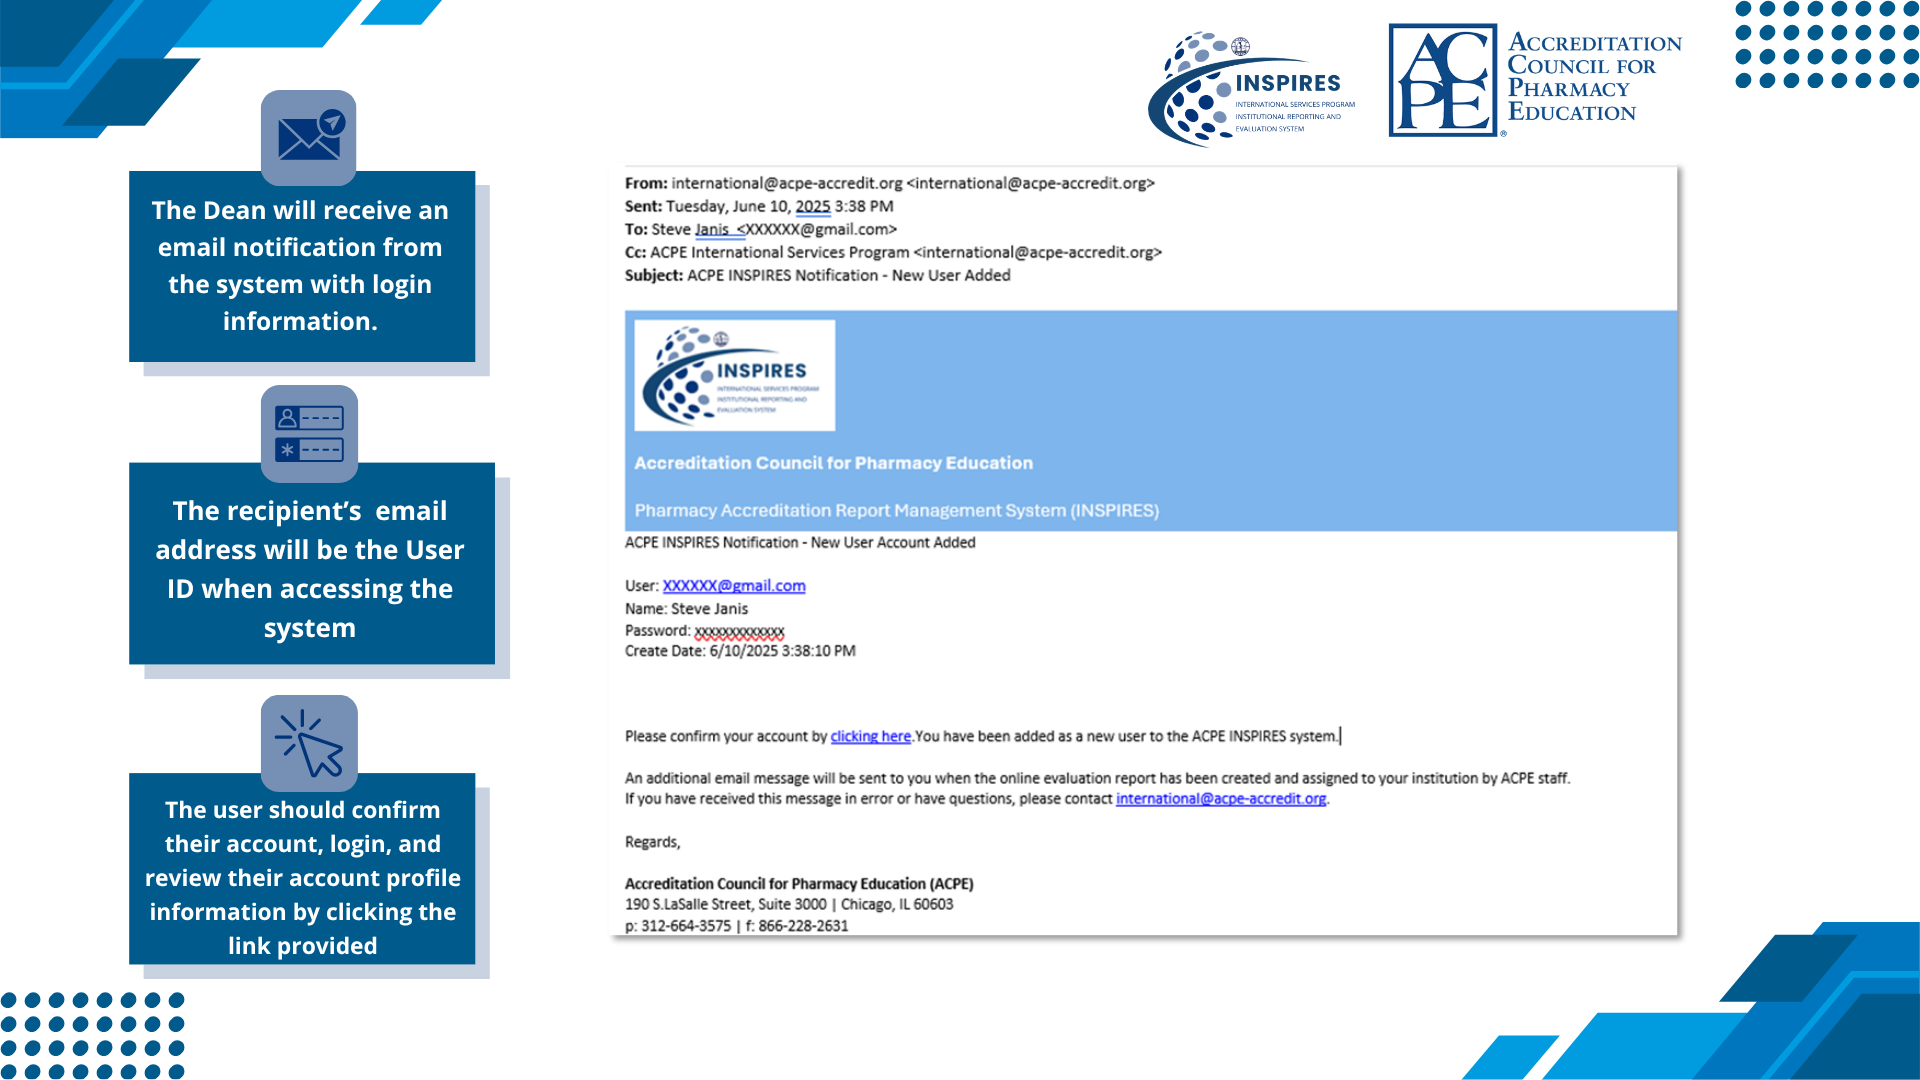 INSPIRES
INTERNATIONAL SERVICES PROGRAM
INSTITUTIONAL REPORTING AND
EVALUATION SYSTEM
AC
PE
®
ACCREDITATION
COUNCIL FOR
PHARMACY
EDUCATION
The Dean will receive an
email notification from
the system with login
information.
The recipient’s  email
address will be the User
ID when accessing the
system
The user should confirm
their account, login, and
review their account profile
information by clicking the
link provided
From: international@acpe-accredit.org <international@acpe-accredit.org>
Sent: Tuesday, June 10, 2025 3:38 PM
To: Steve Janis  <XXXXXX@gmail.com>
Cc: ACPE International Services Program <international@acpe-accredit.org>
Subject: ACPE INSPIRES Notification - New User Added
INSPIRES
INTERNATIONAL SERVICES PROGRAM
INSTITUTIONAL REPORTING AND
EVALUATION SYSTEM
Accreditation Council for Pharmacy Education
Pharmacy Accreditation Report Management System (INSPIRES)
ACPE INSPIRES Notification - New User Account Added
User: XXXXXX@gmail.com
Name: Steve Janis
Password: xxxxxxxxxxxxx
Create Date: 6/10/2025 3:38:10 PM
Please confirm your account by clicking here.You have been added as a new user to the ACPE INSPIRES system.
An additional email message will be sent to you when the online evaluation report has been created and assigned to your institution by ACPE staff.
If you have received this message in error or have questions, please contact international@acpe-accredit.org.
Regards,
Accreditation Council for Pharmacy Education (ACPE)
190 S.LaSalle Street, Suite 3000 | Chicago, IL 60603
p: 312-664-3575 | f: 866-228-2631